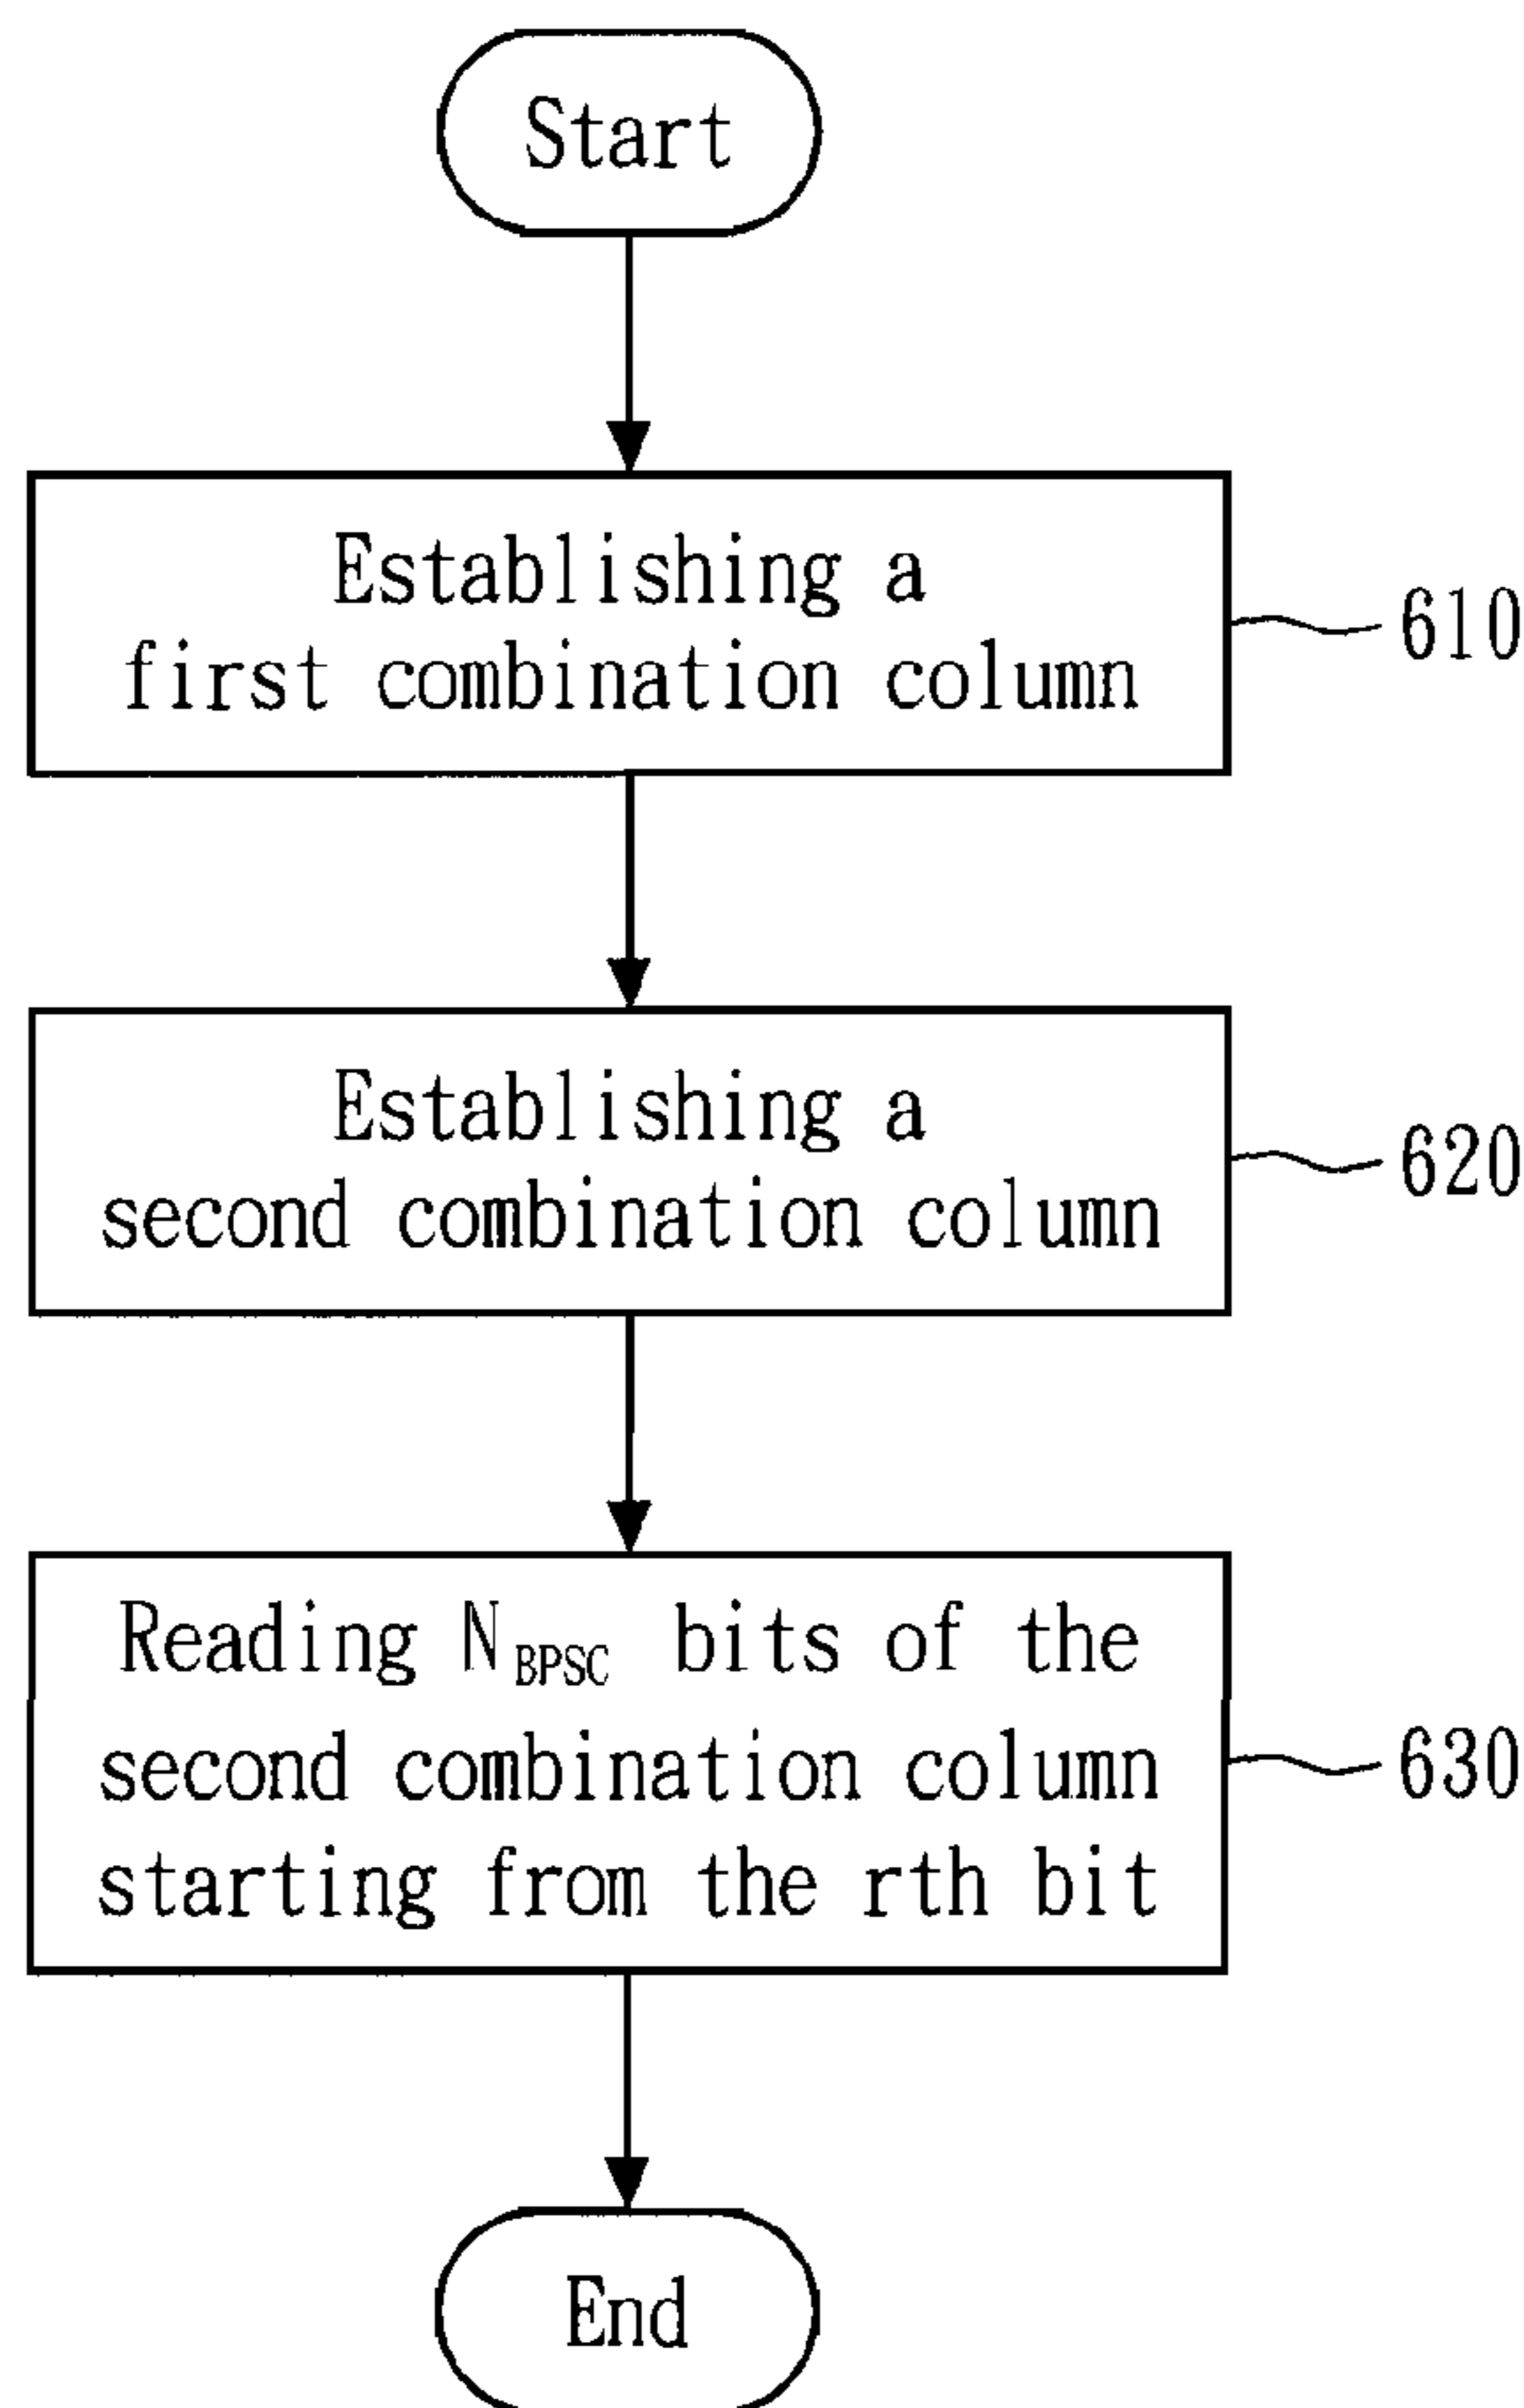 Start
Establishing a
first combination column
610
Establishing a
second combination column
620
Reading N_BPSC bits of the
second combination column
starting from the rth bit
630
End